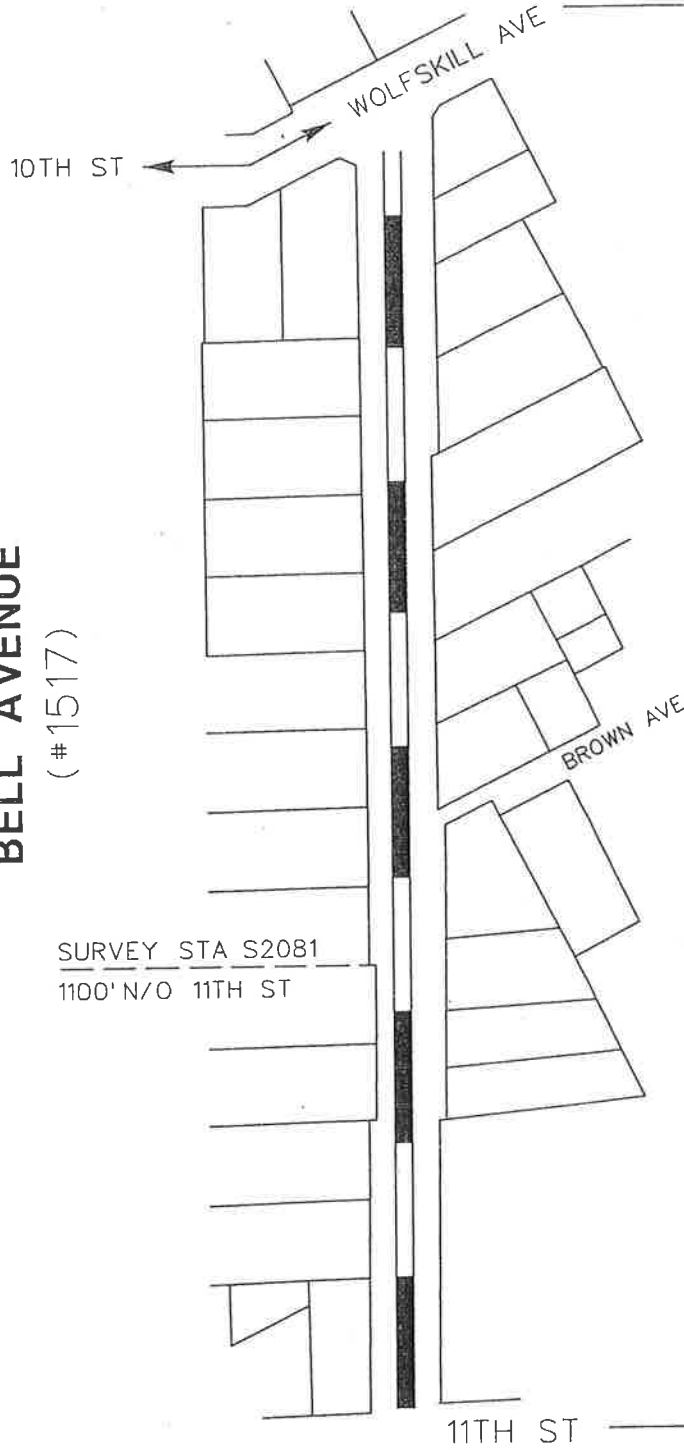 WOLFSKILL AVE
10TH ST
BELL AVENUE
(#1517)
BROWN AVE
SURVEY STA S2081
1100' N/O 11TH ST
11TH ST